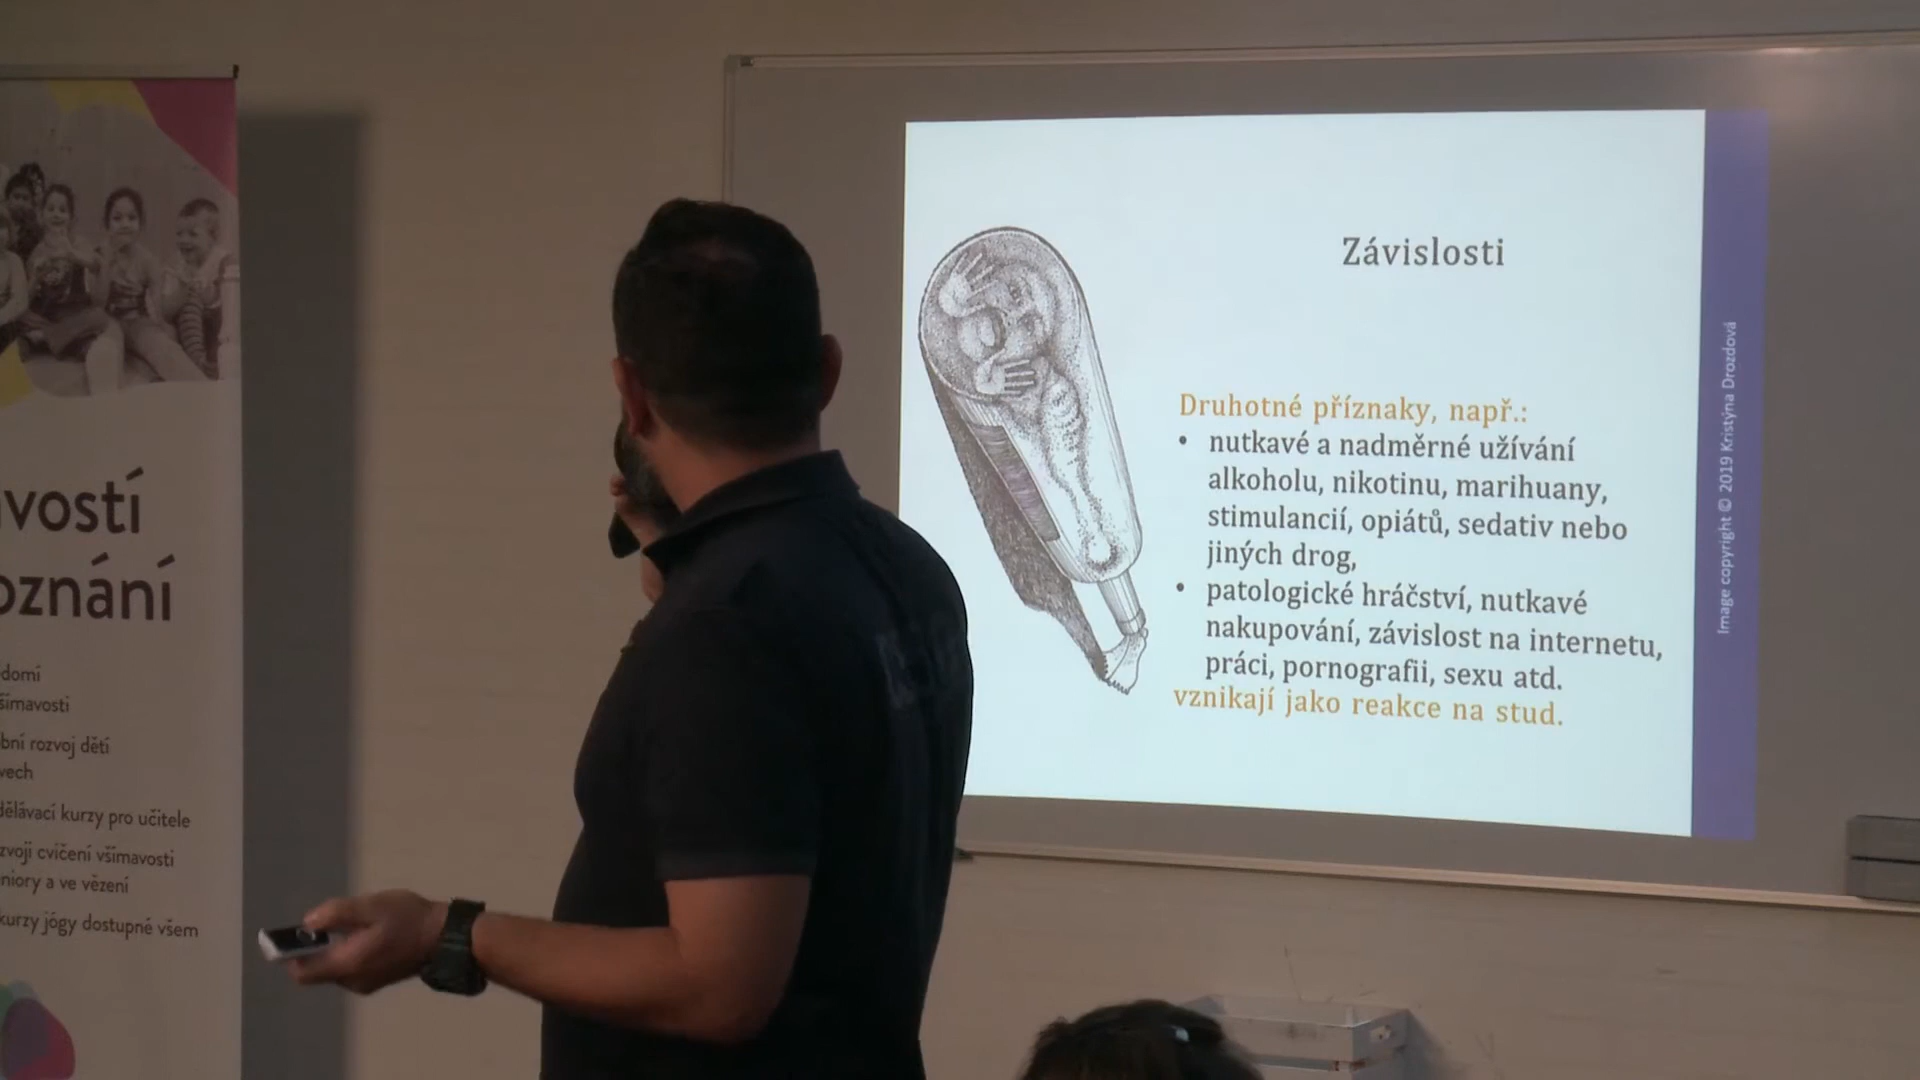 vostí
oznání
domí
šímavosti
bní rozvoj dětí
vech
dělávací kurzy pro učitele
zvoji cvičení všímavosti
niory a ve vězení
kurzy jógy dostupné všem
Závislosti
Druhotné příznaky, např.:
• nutkavé a nadměrné užívání
alkoholu, nikotinu, marihuany,
stimulancií, opiátů, sedativ nebo
jiných drog,
• patologické hráčství, nutkavé
nakupování, závislost na internetu,
práci, pornografii, sexu atd.
vznikají jako reakce na stud.
Image copyright © 2019 Kristýna Drozdová